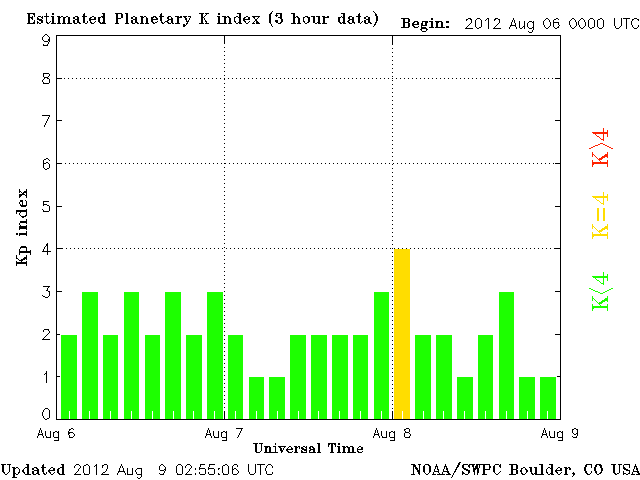 Estimated Planetary K index (3 hour data) Begin: 2012 Aug 06 0000 UTC
9
8
7
6
5
4
3
2
1
0
Kp index
K>4
K=4
K<4
Aug 6 Aug 7 Aug 8 Aug 9
Universal Time
Updated 2012 Aug 9 02:55:06 UTC NOAA/SWPC Boulder, CO USA